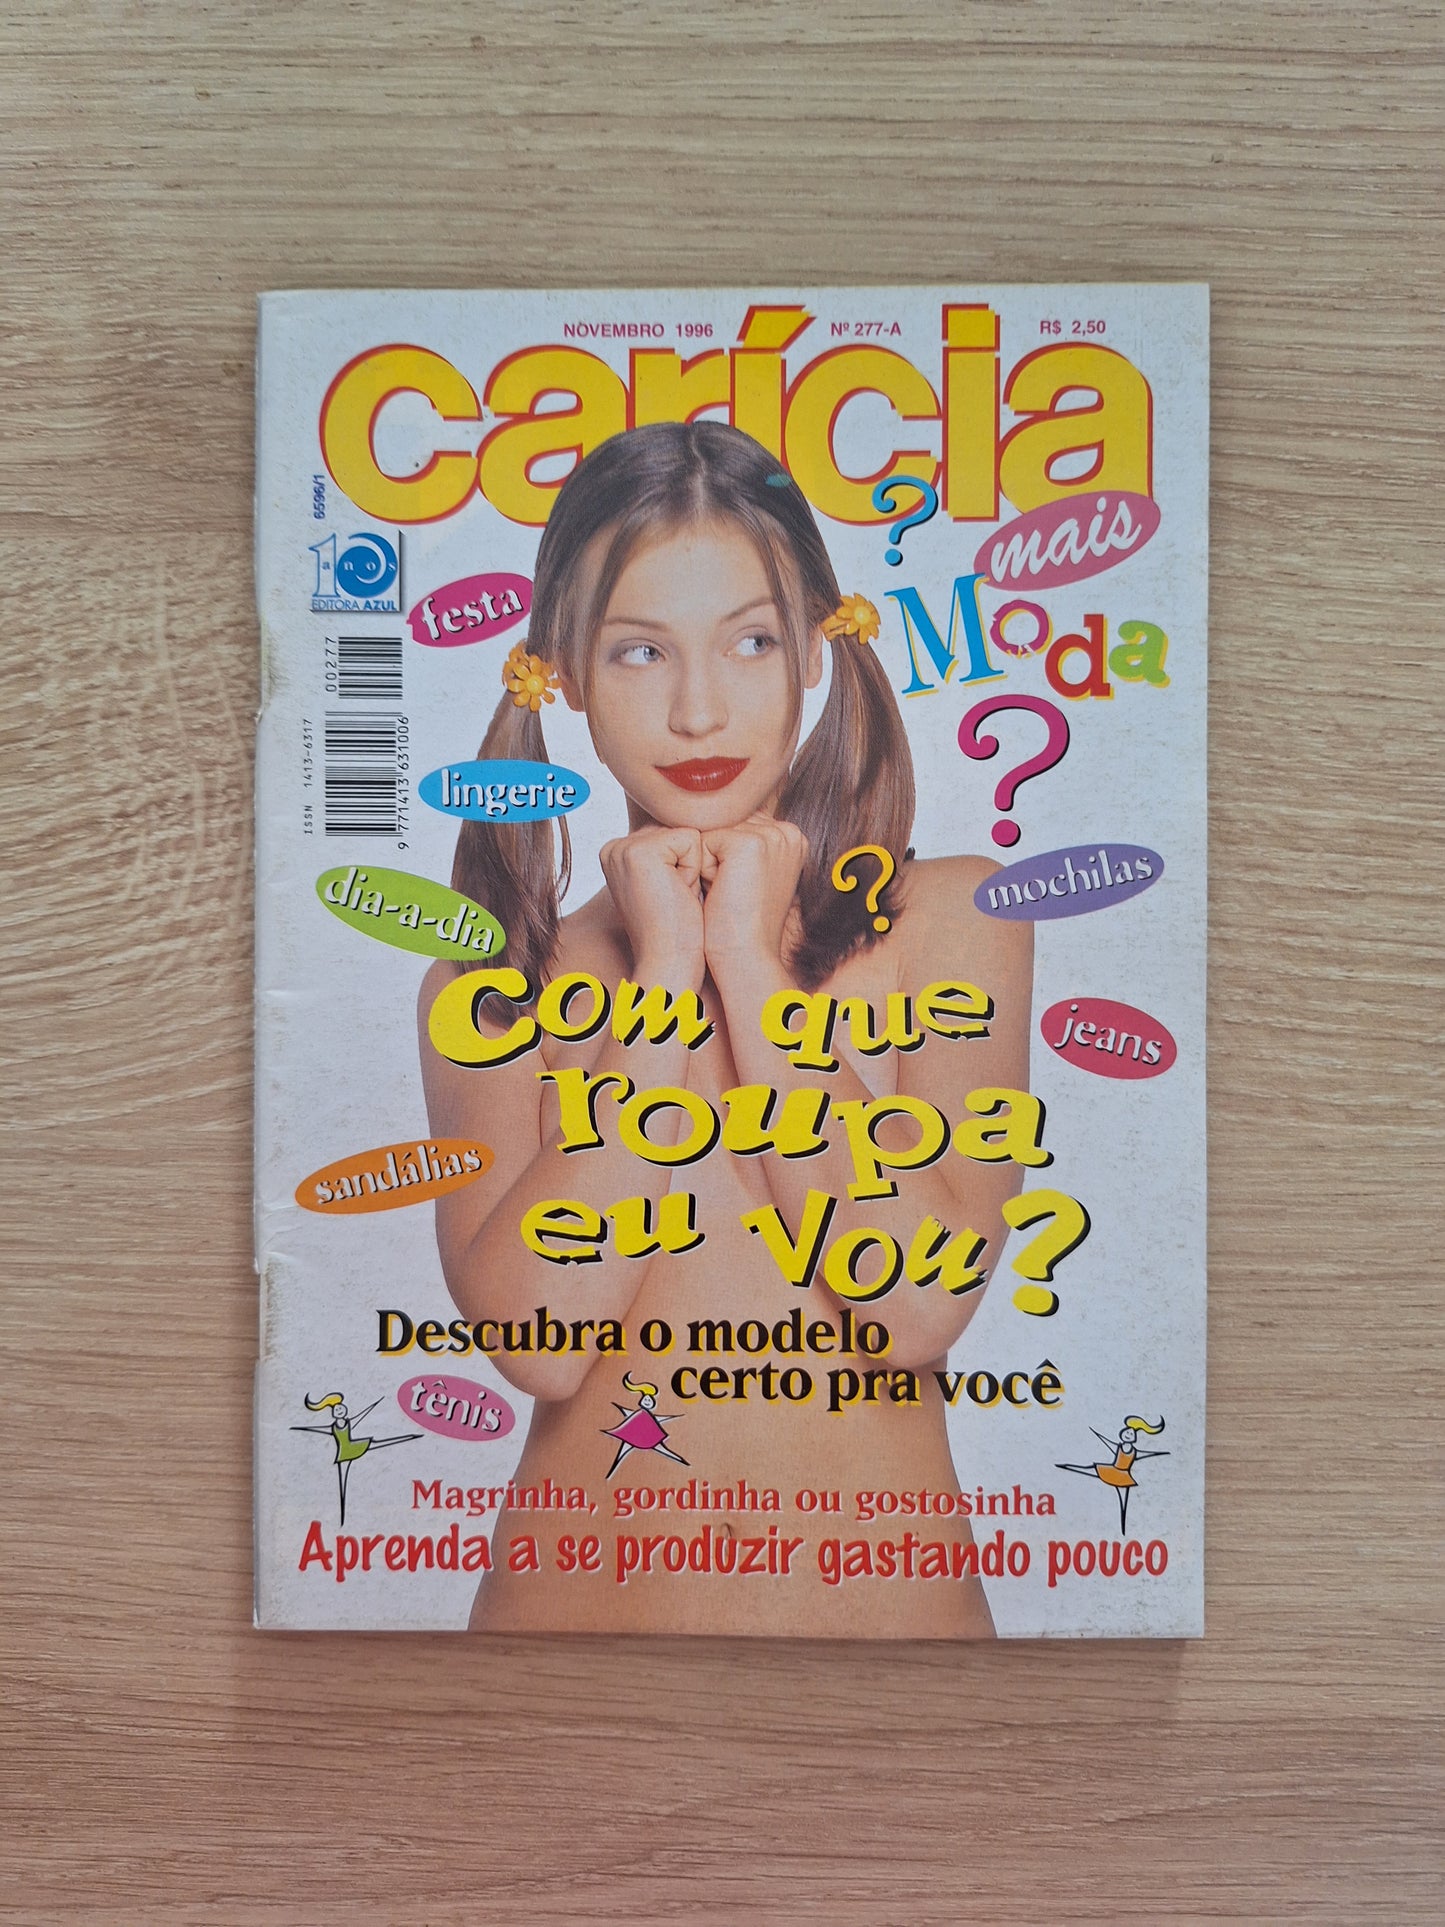 NOVEMBRO 1996 Nº 277-A R$ 2,50
carícia
mais
Moda
6596/1
10
anos
EDITORA AZUL
festa
00277
ISSN 1413-6317
9 771413 631006
lingerie
mochilas
dia-a-dia
?
?
?
Com que
roupa
eu vou?
jeans
sandálias
Descubra o modelo
certo pra você
tênis
Magrinha, gordinha ou gostosinha
Aprenda a se produzir gastando pouco